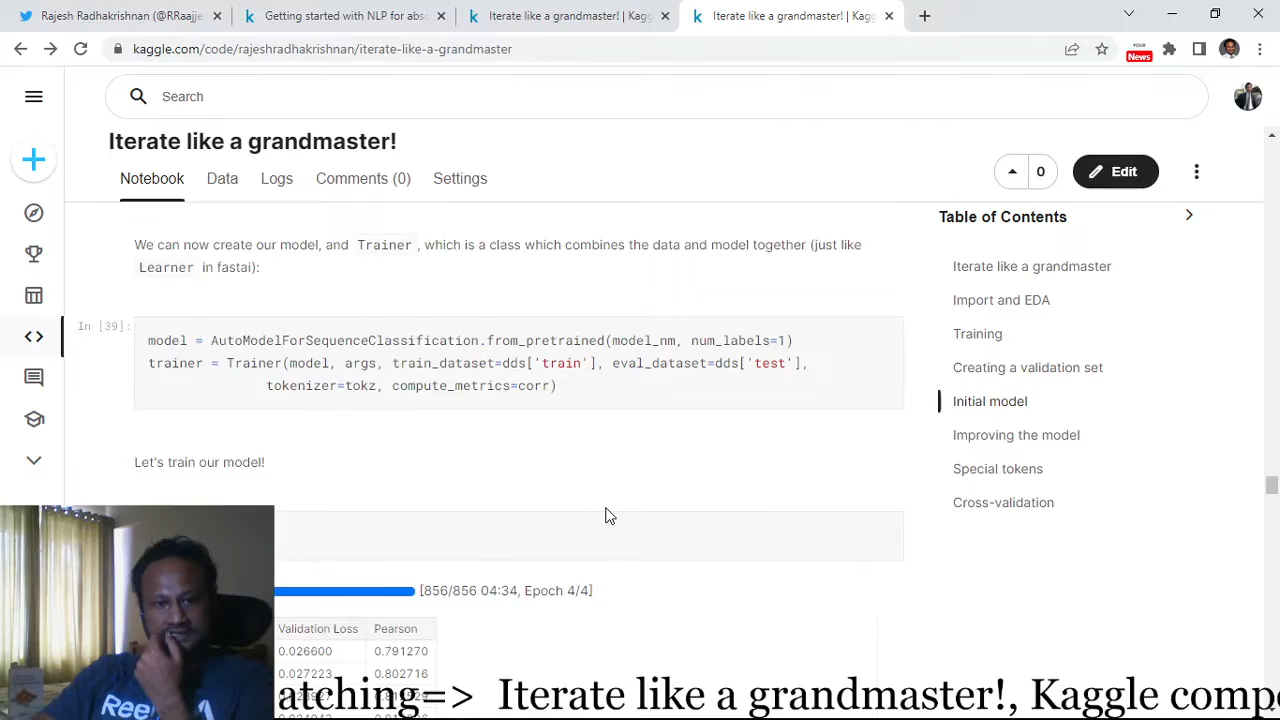 Rajesh Radhakrishnan (@RRaajje
Getting started with NLP for abso
Iterate like a grandmaster! | Kagg
Iterate like a grandmaster! | Kagg
kaggle.com/code/rajeshradhakrishnan/iterate-like-a-grandmaster
YOUR
News
Search
Iterate like a grandmaster!
Notebook Data Logs Comments (0) Settings
0
Edit
We can now create our model, and Trainer , which is a class which combines the data and model together (just like
Learner in fastai):
In [39]:
model = AutoModelForSequenceClassification.from_pretrained(model_nm, num_labels=1)
trainer = Trainer(model, args, train_dataset=dds['train'], eval_dataset=dds['test'],
tokenizer=tokz, compute_metrics=corr)
Let's train our model!
[856/856 04:34, Epoch 4/4]
Validation Loss Pearson
0.026600 0.791270
0.027223 0.802716
Table of Contents
Iterate like a grandmaster
Import and EDA
Training
Creating a validation set
Initial model
Improving the model
Special tokens
Cross-validation
atching=> Iterate like a grandmaster!, Kaggle comp
Ree